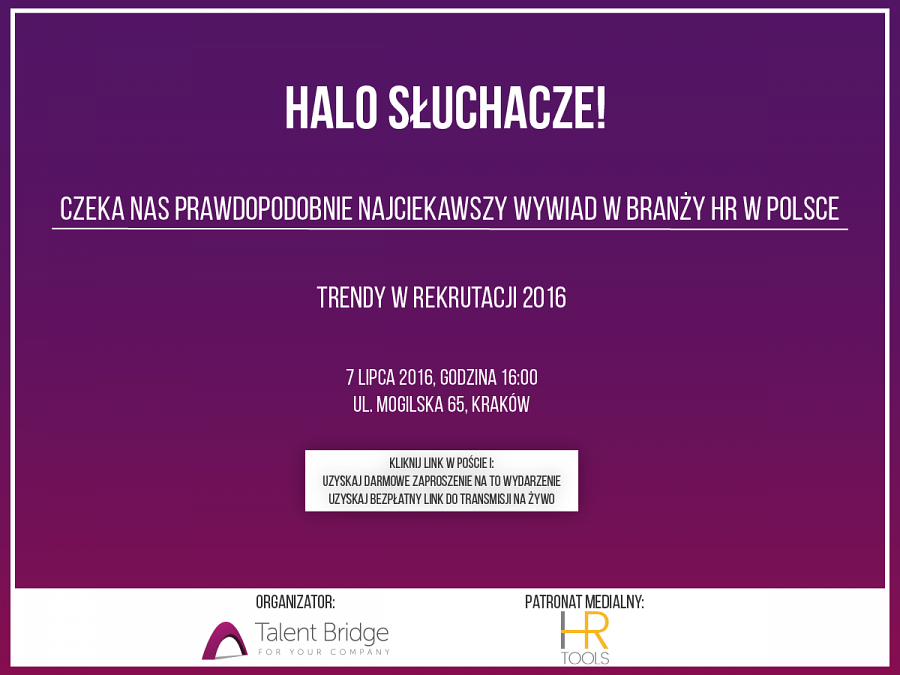 HALO SŁUCHACZE!
CZEKA NAS PRAWDOPODOBNIE NAJCIEKAWSZY WYWIAD W BRANŻY HR W POLSCE
TRENDY W REKRUTACJI 2016
7 LIPCA 2016, GODZINA 16:00
UL. MOGILSKA 65, KRAKÓW
KLIKNIJ LINK W POŚCIE I:
UZYSKAJ DARMOWE ZAPROSZENIE NA TO WYDARZENIE
UZYSKAJ BEZPŁATNY LINK DO TRANSMISJI NA ŻYWO
ORGANIZATOR:
Talent Bridge
FOR YOUR COMPANY
PATRONAT MEDIALNY:
HR
TOOLS